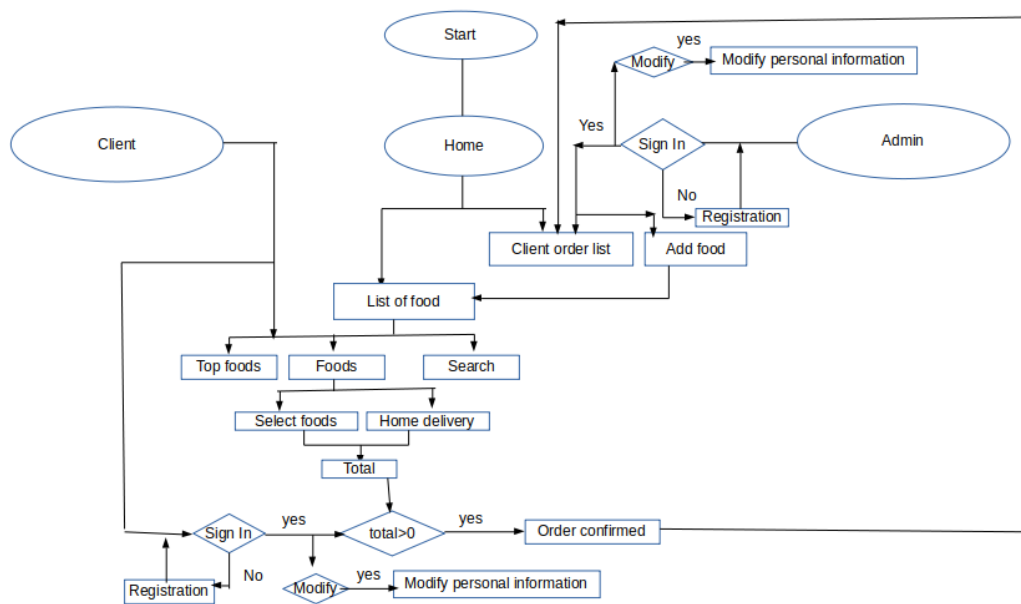 Start
Modify
yes
Modify personal information
Client
Home
Yes
Sign In
Admin
No
Registration
Client order list
Add food
List of food
Top foods
Foods
Search
Select foods
Home delivery
Total
Sign In
yes
total>0
yes
Order confirmed
No
Registration
Modify
yes
Modify personal information